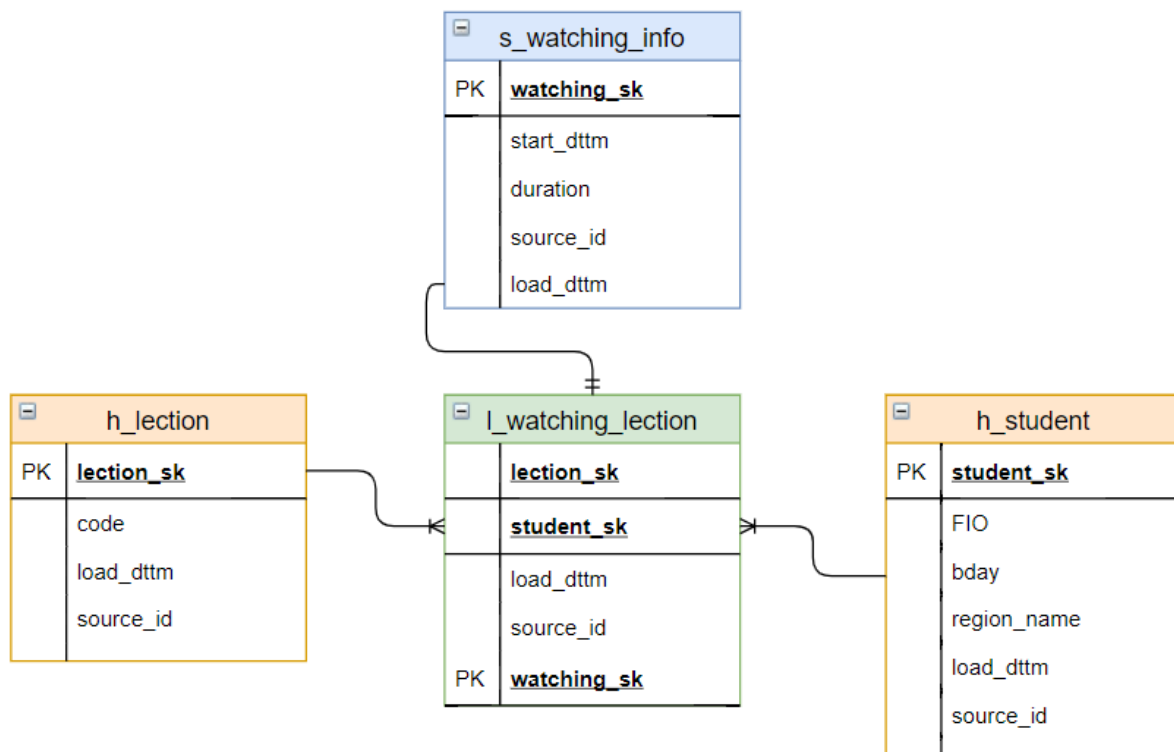 s_watching_info
PK watching_sk
start_dttm
duration
source_id
load_dttm
h_lection
PK lection_sk
code
load_dttm
source_id
l_watching_lection
lection_sk
student_sk
load_dttm
source_id
PK watching_sk
h_student
PK student_sk
FIO
bday
region_name
load_dttm
source_id